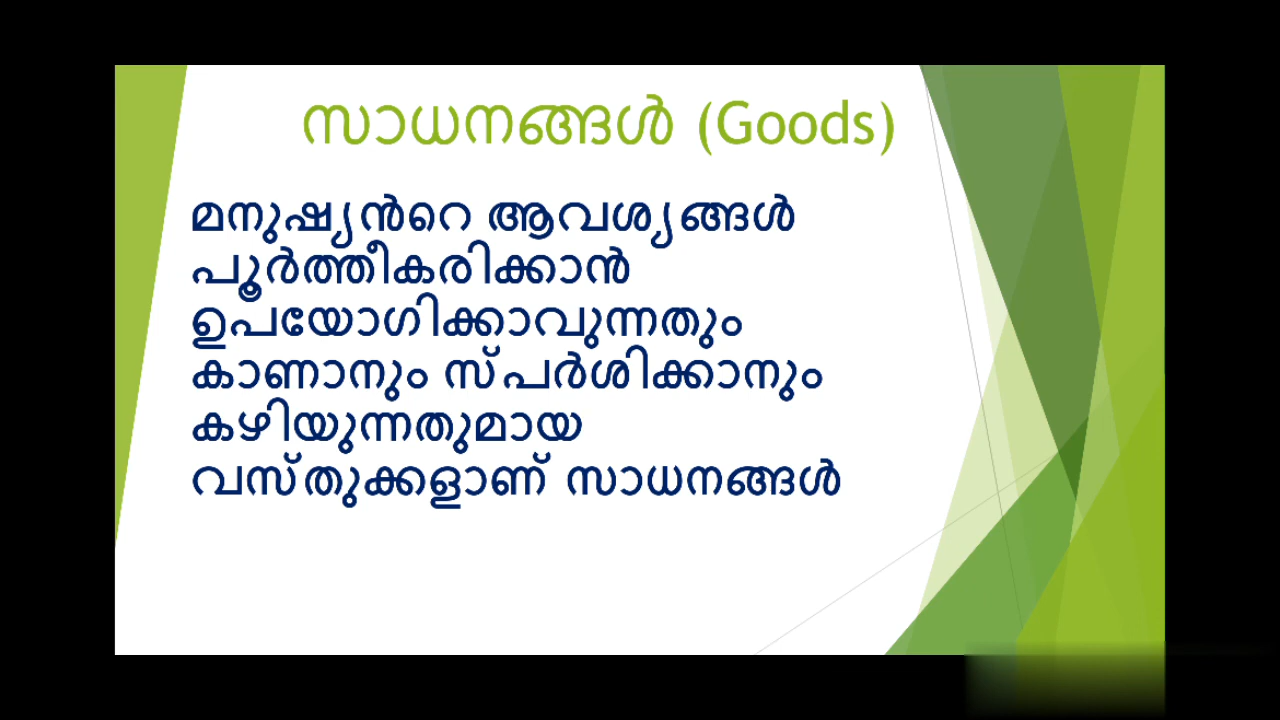 സാധനങ്ങൾ (Goods)
മനുഷ്യൻറെ ആവശ്യങ്ങൾ
പൂർത്തീകരിക്കാൻ
ഉപയോഗിക്കാവുന്നതും
കാണാനും സ്പർശിക്കാനും
കഴിയുന്നതുമായ
വസ്തുക്കളാണ് സാധനങ്ങൾ